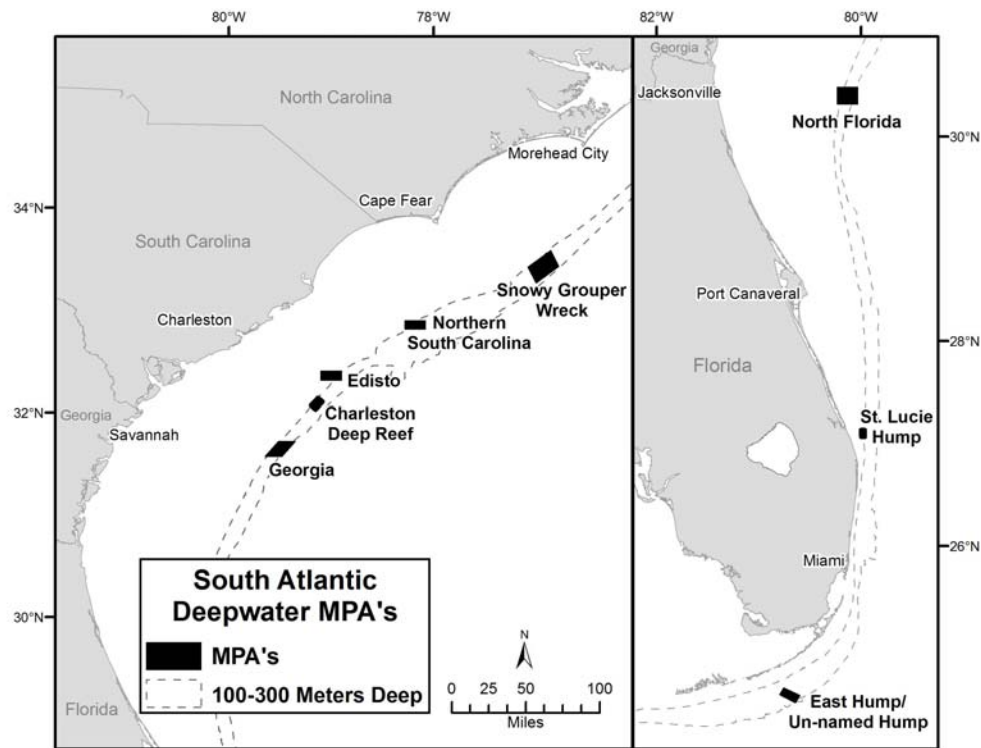 80°W
78°W
82°W
80°W
North Carolina
Morehead City
Cape Fear
34°N
South Carolina
Snowy Grouper
Wreck
Charleston
Northern
South Carolina
Edisto
32°N
Georgia
Savannah
Charleston
Deep Reef
Georgia
30°N
Florida
South Atlantic
Deepwater MPA's
MPA's
100-300 Meters Deep
N
0 25 50 100
Miles
Georgia
Jacksonville
North Florida
30°N
Port Canaveral
28°N
Florida
St. Lucie
Hump
26°N
Miami
East Hump/
Un-named Hump